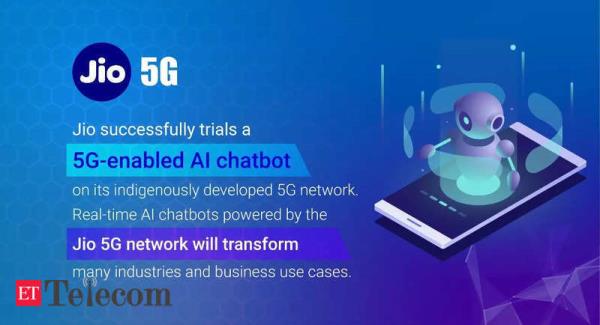 Jio 5G
Jio successfully trials a
5G-enabled AI chatbot
on its indigenously developed 5G network.
Real-time AI chatbots powered by the
Jio 5G network will transform
many industries and business use cases.
ET Telecom